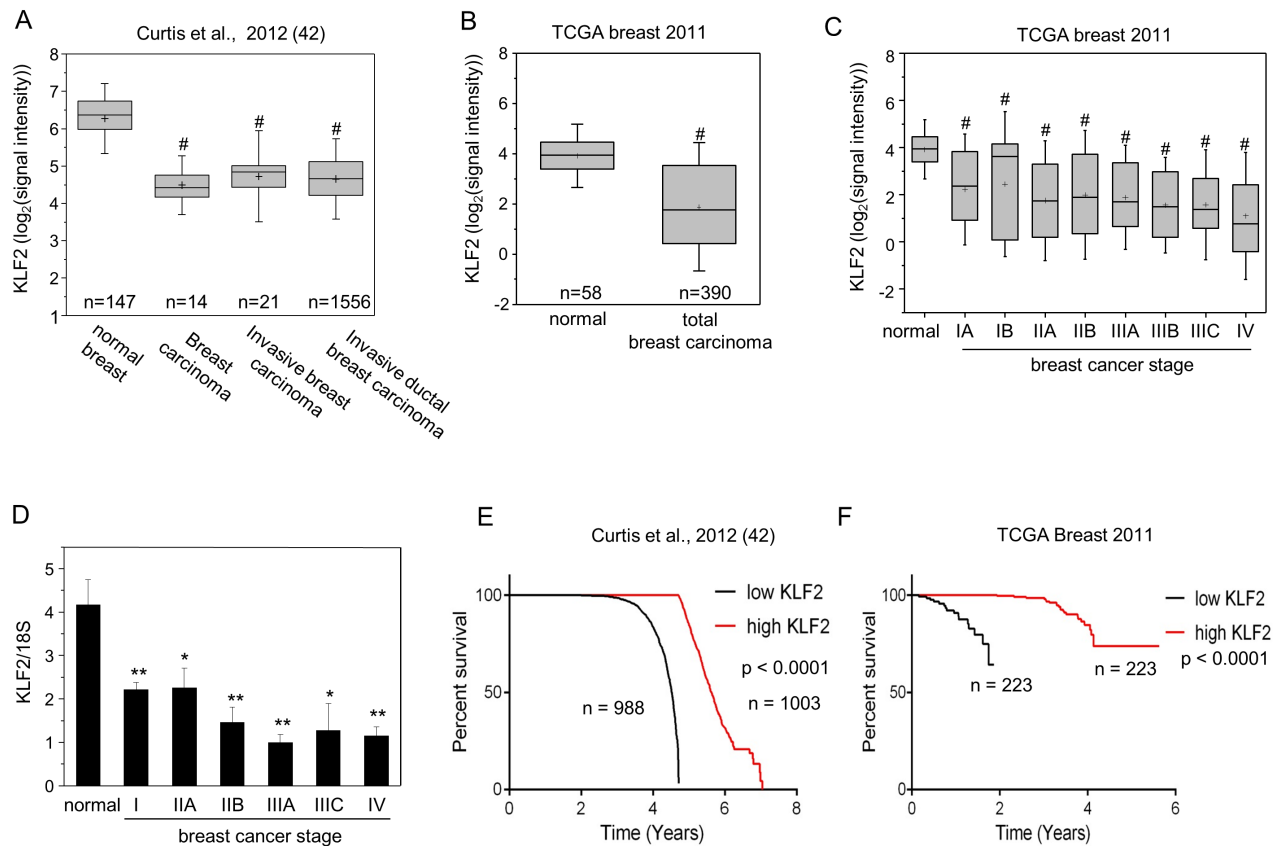 A
Curtis et al., 2012 (42)
KLF2 (log2(signal intensity))
8
7
6
5
4
3
2
1
#
#
#
n=147
n=14
n=21
n=1556
normal
breast
Breast
carcinoma
Invasive breast
carcinoma
Invasive ductal
breast carcinoma
B
TCGA breast 2011
KLF2 (log2(signal intensity))
8
6
4
2
0
-2
#
n=58
n=390
normal
total
breast carcinoma
C
TCGA breast 2011
KLF2 (log2(signal intensity))
8
6
4
2
0
-2
# # # # # # # #
normal IA IB IIA IIB IIIA IIIB IIIC IV
breast cancer stage
D
KLF2/18S
5
4
3
2
1
0
** * ** ** * **
normal I IIA IIB IIIA IIIC IV
breast cancer stage
E
Curtis et al., 2012 (42)
Percent survival
100
50
0
low KLF2
high KLF2
p < 0.0001
n = 988
n = 1003
0 2 4 6 8
Time (Years)
F
TCGA Breast 2011
Percent survival
100
50
0
low KLF2
high KLF2
p < 0.0001
n = 223
n = 223
0 2 4 6
Time (Years)